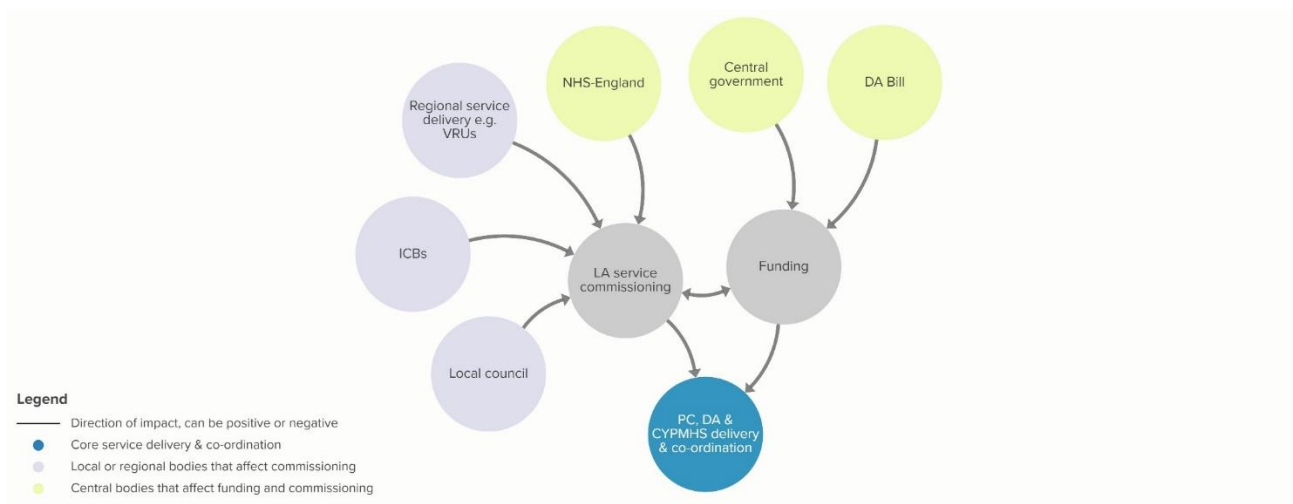 NHS-England
Central
government
DA Bill
Regional service
delivery e.g.
VRUs
ICBs
LA service
commissioning
Funding
Local council
PC, DA &
CYPMHS delivery
& co-ordination
Legend
Direction of impact, can be positive or negative
Core service delivery & co-ordination
Local or regional bodies that affect commissioning
Central bodies that affect funding and commissioning